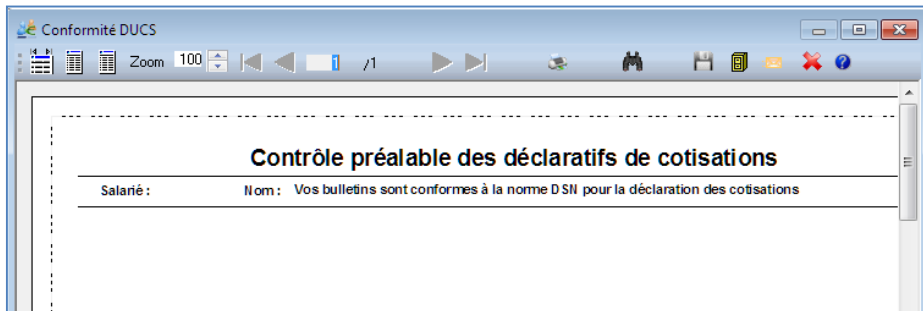 Conformité DUCS
Zoom 100 1 /1
Contrôle préalable des déclaratifs de cotisations
Salarié : Nom : Vos bulletins sont conformes à la norme DSN pour la déclaration des cotisations